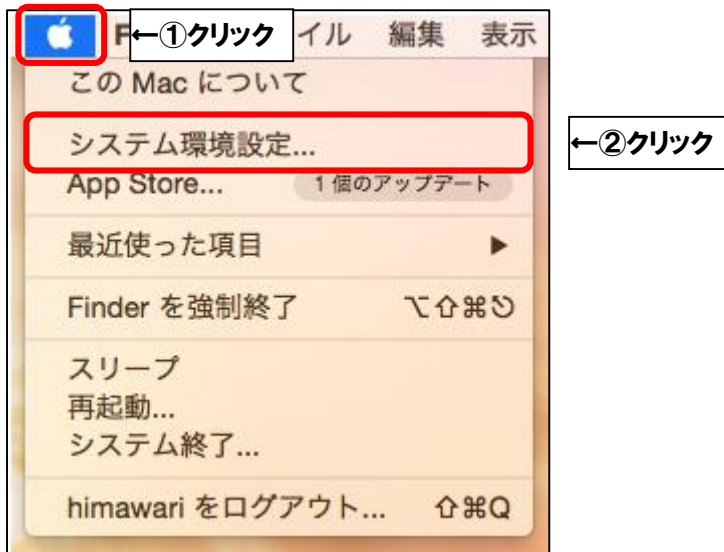 F←①クリック イル 編集 表示
この Mac について
システム環境設定...
←②クリック
App Store... 1 個のアップデート
最近使った項目 ▶
Finder を強制終了 ⌥⇧⌘⎋
スリープ
再起動...
システム終了...
himawari をログアウト... ⇧⌘Q